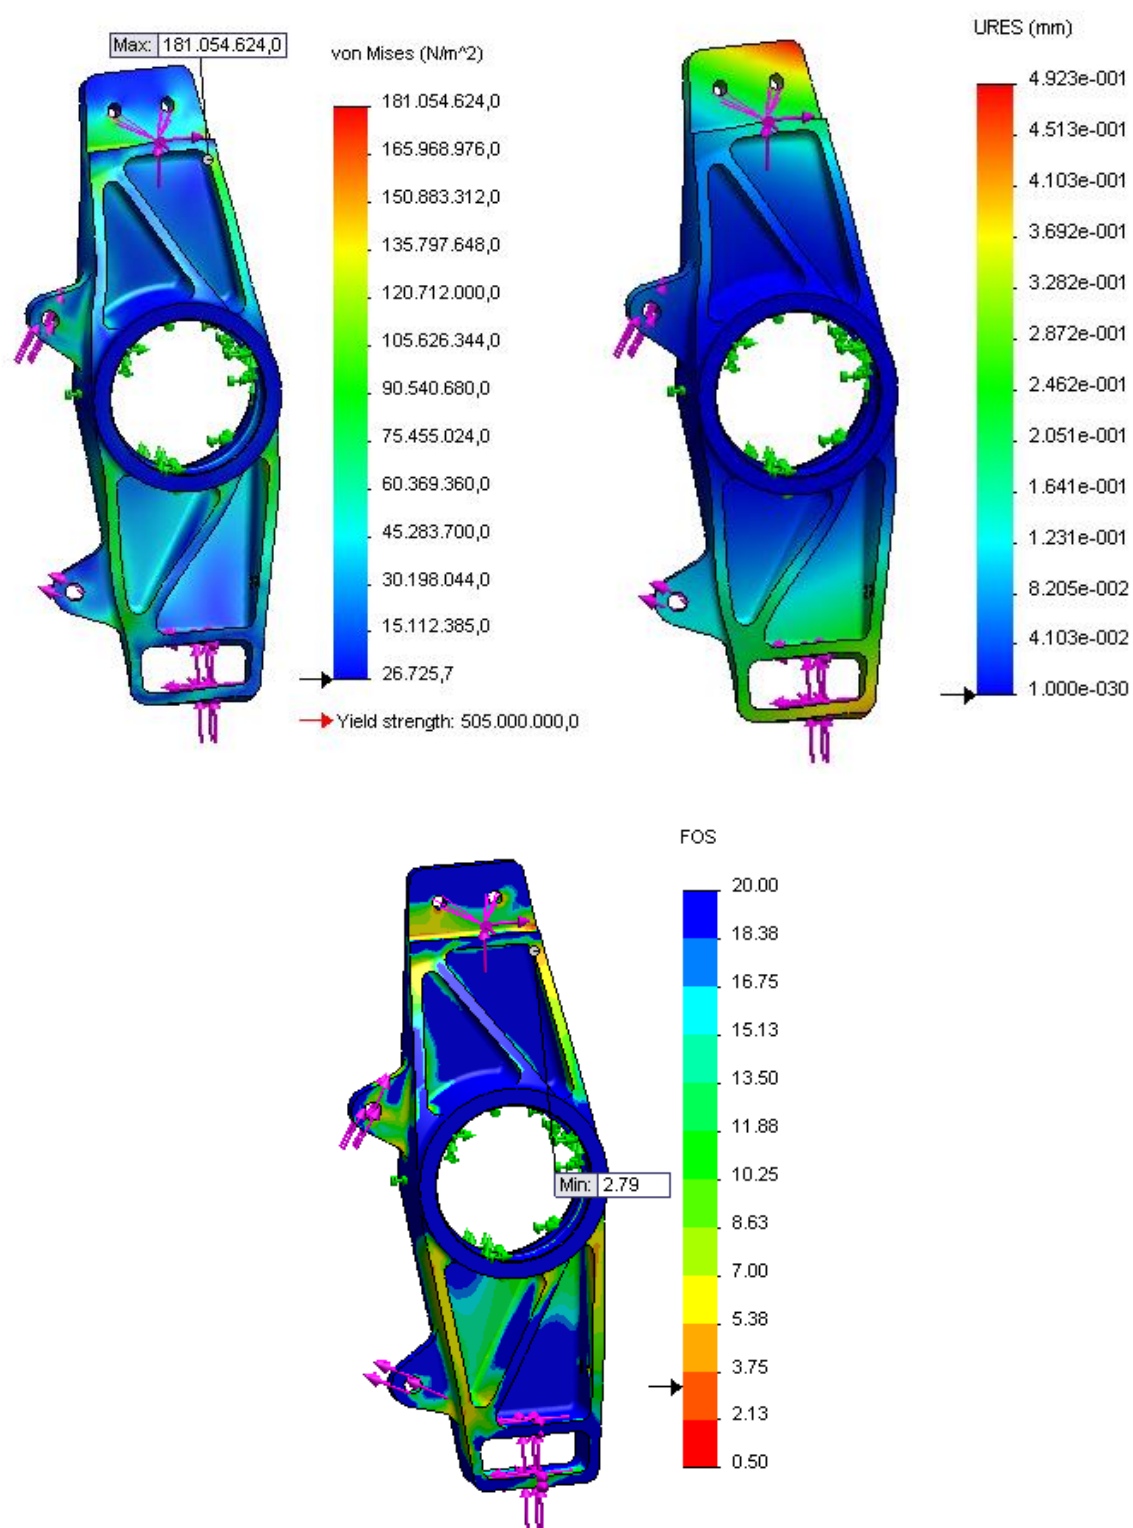 Max: 181.054.624,0
von Mises (N/m^2)
181.054.624,0
165.968.976,0
150.883.312,0
135.797.648,0
120.712.000,0
105.626.344,0
90.540.680,0
75.455.024,0
60.369.360,0
45.283.700,0
30.198.044,0
15.112.385,0
26.725,7
Yield strength: 505.000.000,0
URES (mm)
4.923e-001
4.513e-001
4.103e-001
3.692e-001
3.282e-001
2.872e-001
2.462e-001
2.051e-001
1.641e-001
1.231e-001
8.205e-002
4.103e-002
1.000e-030
FOS
20.00
18.38
16.75
15.13
13.50
11.88
10.25
8.63
7.00
5.38
3.75
2.13
0.50
Min: 2.79